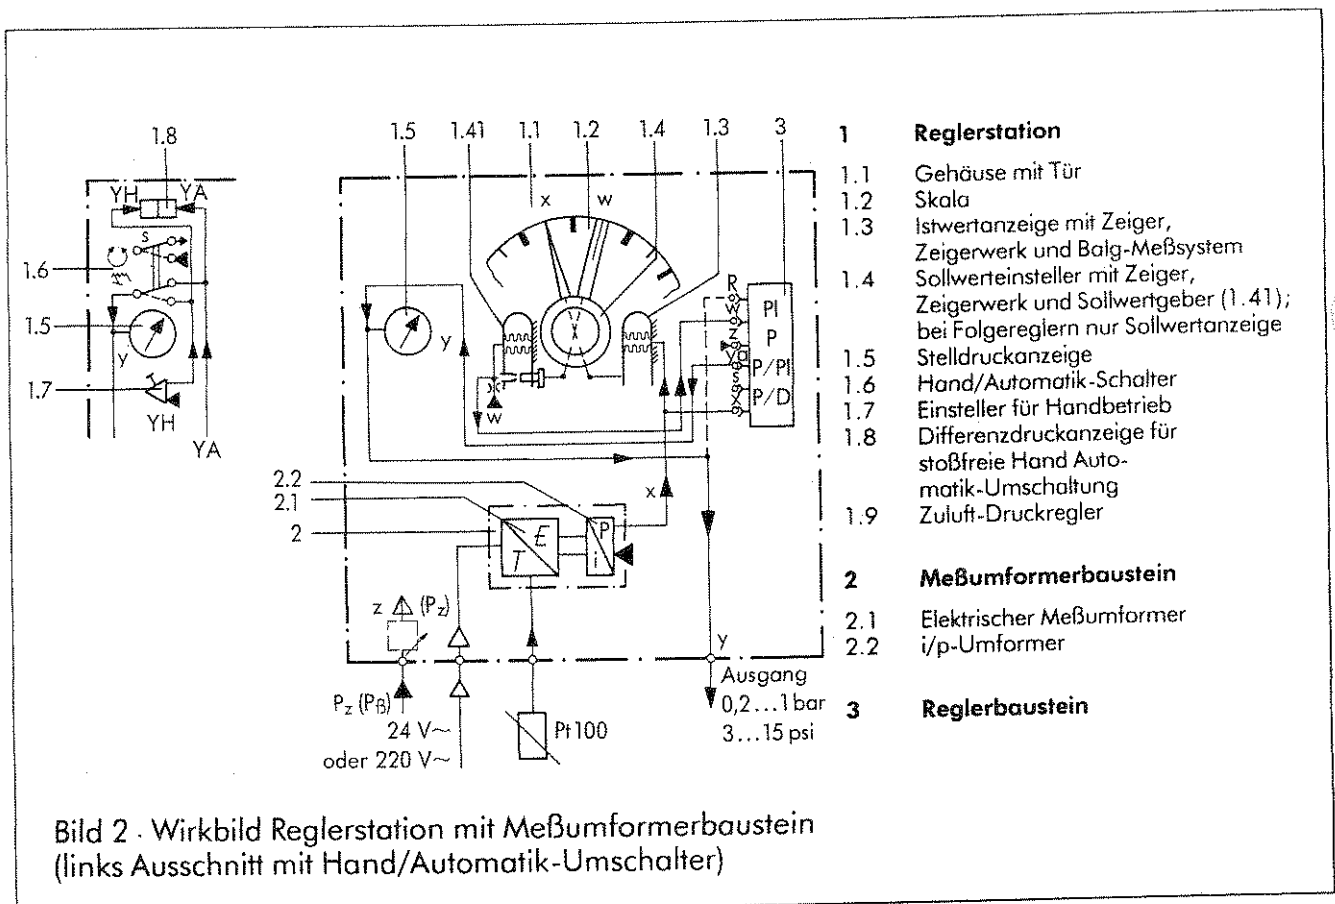 1.8
YH YA
s
1.6
1.5
y
1.7
YH
YA
1.5 1.41 1.1 1.2 1.4 1.3 3
x w
y
w
R
w
z
ya
s
x
PI
P
P/PI
P/D
x
2.2
2.1
2
E
T
P
i
z (Pz)
Pz (PB)
24 V~
oder 220 V~
Pt100
y
Ausgang
0,2...1 bar
3...15 psi
1 Reglerstation
1.1 Gehäuse mit Tür
1.2 Skala
1.3 Istwertanzeige mit Zeiger,
Zeigerwerk und Balg-Meßsystem
1.4 Sollwerteinsteller mit Zeiger,
Zeigerwerk und Sollwertgeber (1.41);
bei Folgereglern nur Sollwertanzeige
1.5 Stelldruckanzeige
1.6 Hand/Automatik-Schalter
1.7 Einsteller für Handbetrieb
1.8 Differenzdruckanzeige für
stoßfreie Hand Auto-
matik-Umschaltung
1.9 Zuluft-Druckregler
2 Meßumformerbaustein
2.1 Elektrischer Meßumformer
2.2 i/p-Umformer
3 Reglerbaustein
Bild 2 · Wirkbild Reglerstation mit Meßumformerbaustein
(links Ausschnitt mit Hand/Automatik-Umschalter)